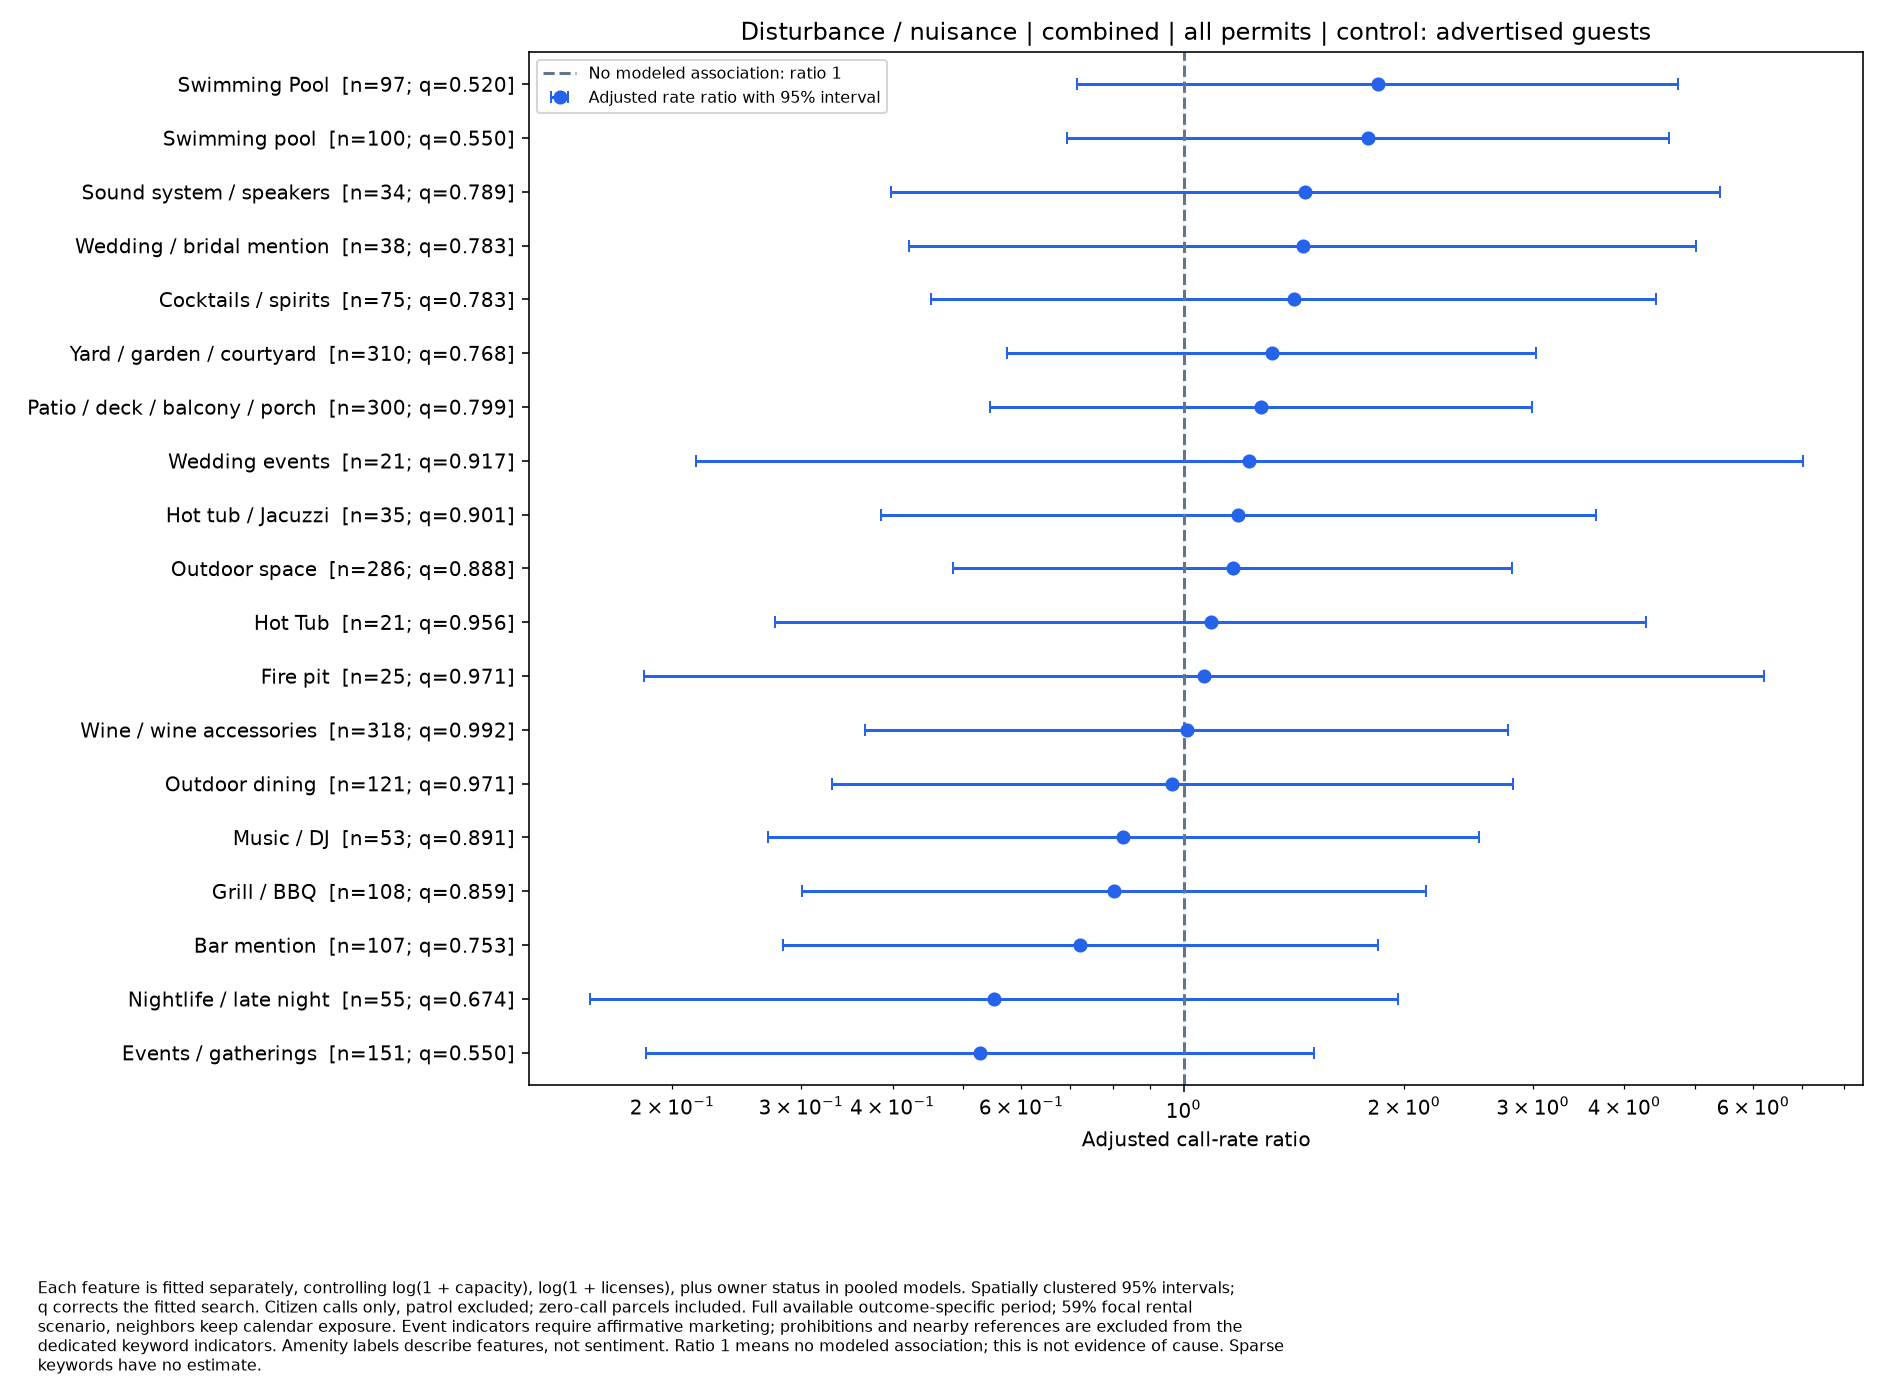 Disturbance / nuisance | combined | all permits | control: advertised guests
No modeled association: ratio 1
Adjusted rate ratio with 95% interval
Swimming Pool [n=97; q=0.520]
Swimming pool [n=100; q=0.550]
Sound system / speakers [n=34; q=0.789]
Wedding / bridal mention [n=38; q=0.783]
Cocktails / spirits [n=75; q=0.783]
Yard / garden / courtyard [n=310; q=0.768]
Patio / deck / balcony / porch [n=300; q=0.799]
Wedding events [n=21; q=0.917]
Hot tub / Jacuzzi [n=35; q=0.901]
Outdoor space [n=286; q=0.888]
Hot Tub [n=21; q=0.956]
Fire pit [n=25; q=0.971]
Wine / wine accessories [n=318; q=0.992]
Outdoor dining [n=121; q=0.971]
Music / DJ [n=53; q=0.891]
Grill / BBQ [n=108; q=0.859]
Bar mention [n=107; q=0.753]
Nightlife / late night [n=55; q=0.674]
Events / gatherings [n=151; q=0.550]
2 × 10⁻¹ 3 × 10⁻¹ 4 × 10⁻¹ 6 × 10⁻¹ 10⁰ 2 × 10⁰ 3 × 10⁰ 4 × 10⁰ 6 × 10⁰
Adjusted call-rate ratio
Each feature is fitted separately, controlling log(1 + capacity), log(1 + licenses), plus owner status in pooled models. Spatially clustered 95% intervals;
q corrects the fitted search. Citizen calls only, patrol excluded; zero-call parcels included. Full available outcome-specific period; 59% focal rental
scenario, neighbors keep calendar exposure. Event indicators require affirmative marketing; prohibitions and nearby references are excluded from the
dedicated keyword indicators. Amenity labels describe features, not sentiment. Ratio 1 means no modeled association; this is not evidence of cause. Sparse
keywords have no estimate.